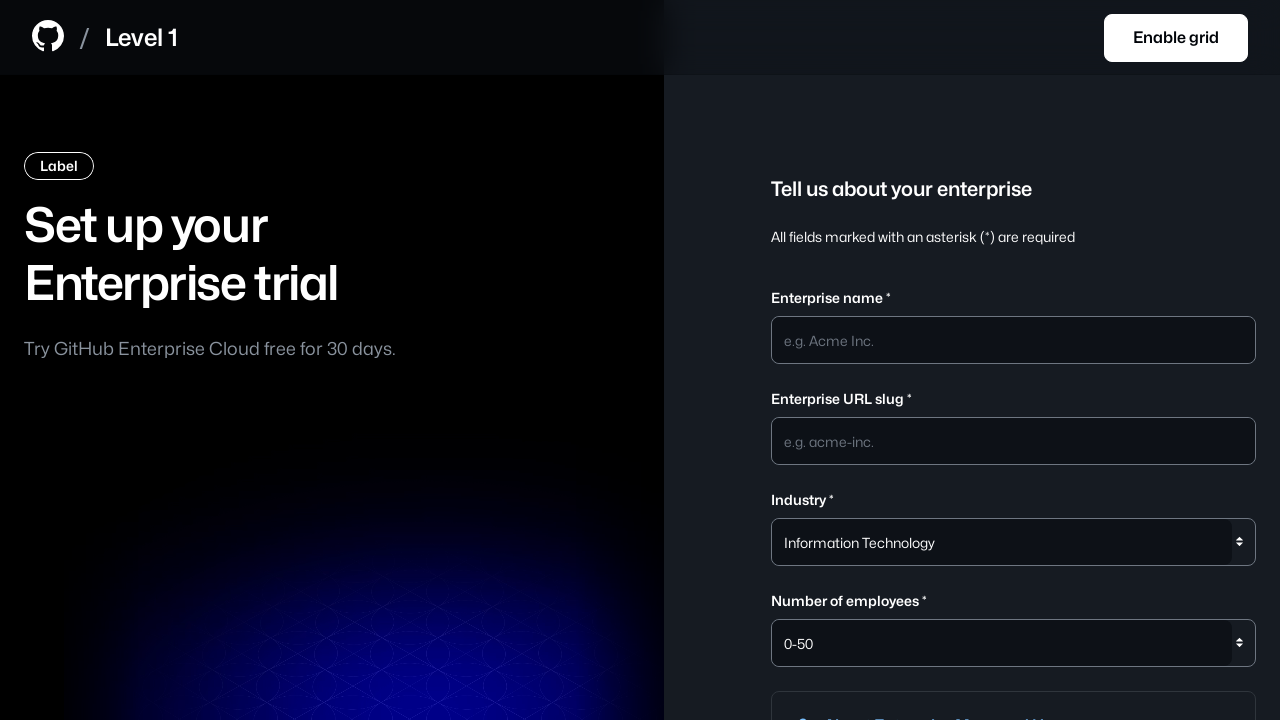 / Level 1
Enable grid
Label
Set up your
Enterprise trial
Try GitHub Enterprise Cloud free for 30 days.
Tell us about your enterprise
All fields marked with an asterisk (*) are required
Enterprise name *
e.g. Acme Inc.
Enterprise URL slug *
e.g. acme-inc.
Industry *
Information Technology
Number of employees *
0-50